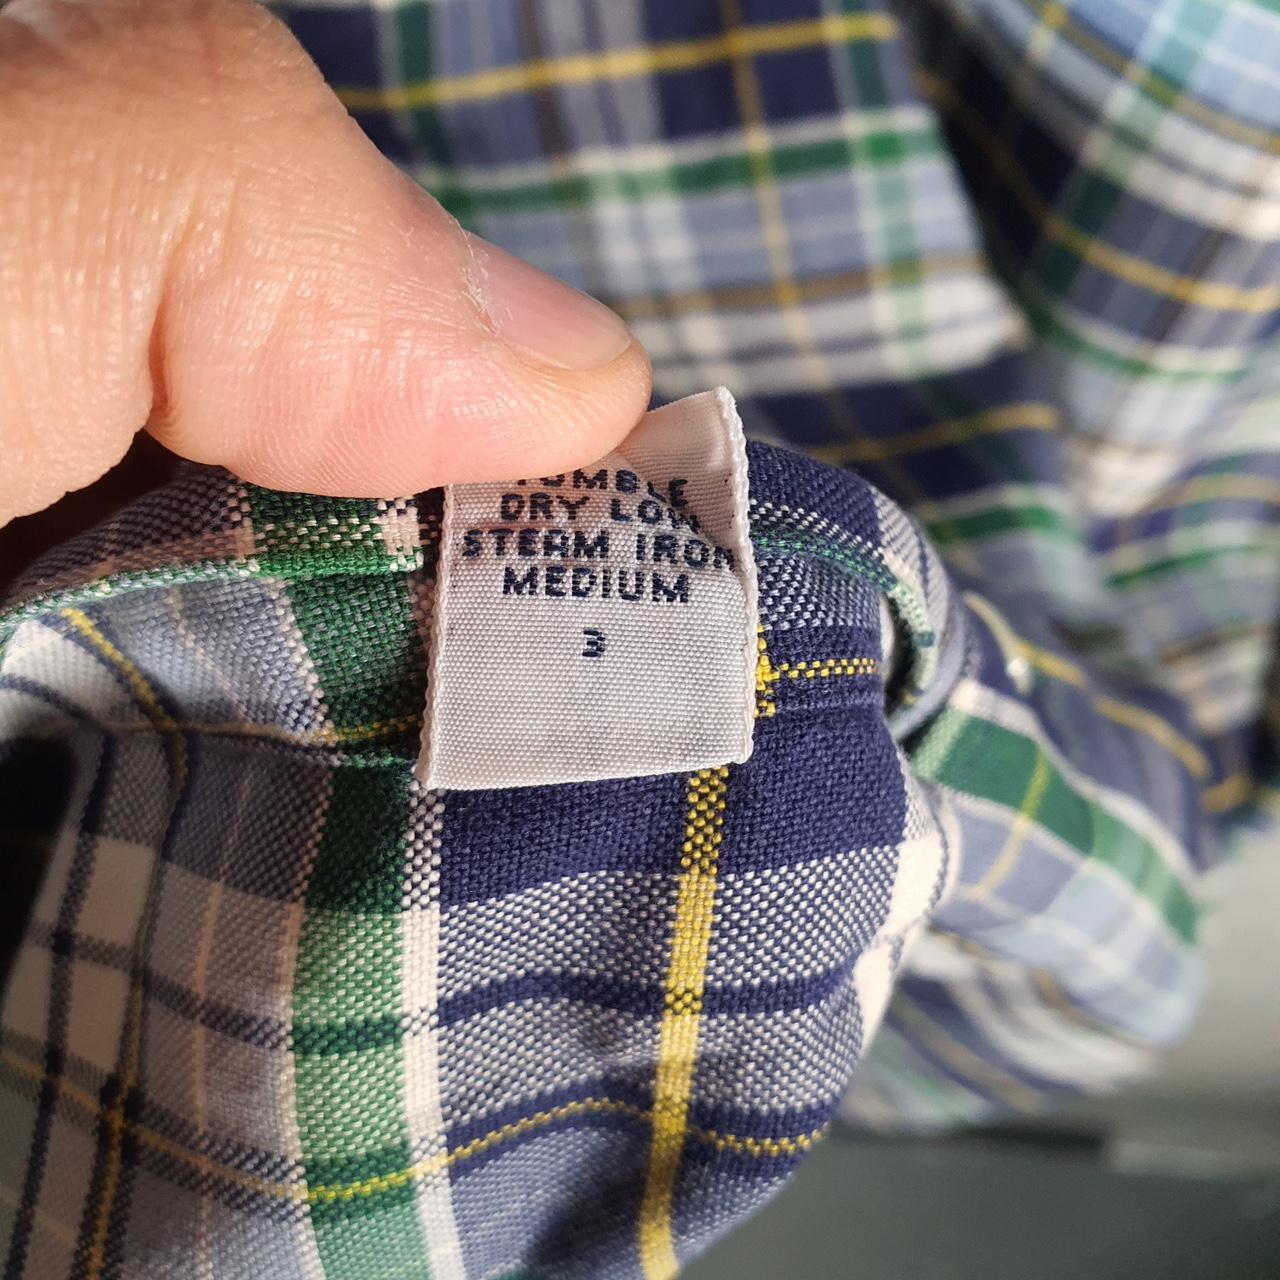 TUMBLE
DRY LOW
STEAM IRON
MEDIUM
3